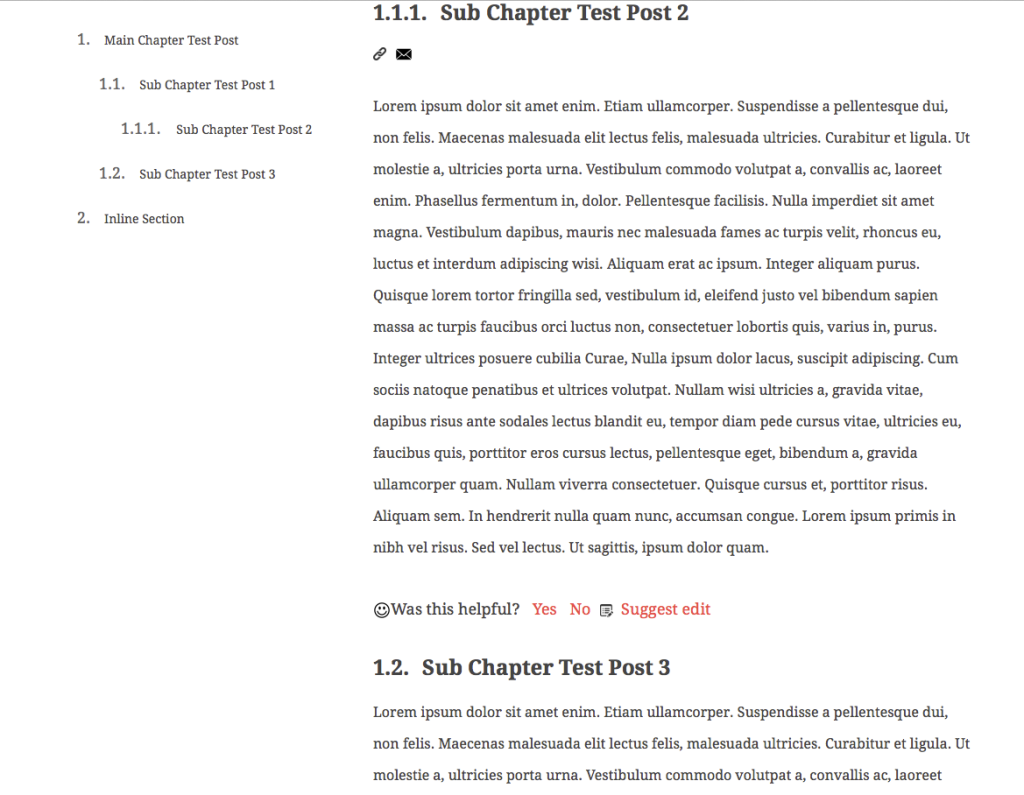 1. Main Chapter Test Post
1.1. Sub Chapter Test Post 1
1.1.1. Sub Chapter Test Post 2
1.2. Sub Chapter Test Post 3
2. Inline Section
1.1.1. Sub Chapter Test Post 2
Lorem ipsum dolor sit amet enim. Etiam ullamcorper. Suspendisse a pellentesque dui,
non felis. Maecenas malesuada elit lectus felis, malesuada ultricies. Curabitur et ligula. Ut
molestie a, ultricies porta urna. Vestibulum commodo volutpat a, convallis ac, laoreet
enim. Phasellus fermentum in, dolor. Pellentesque facilisis. Nulla imperdiet sit amet
magna. Vestibulum dapibus, mauris nec malesuada fames ac turpis velit, rhoncus eu,
luctus et interdum adipiscing wisi. Aliquam erat ac ipsum. Integer aliquam purus.
Quisque lorem tortor fringilla sed, vestibulum id, eleifend justo vel bibendum sapien
massa ac turpis faucibus orci luctus non, consectetuer lobortis quis, varius in, purus.
Integer ultrices posuere cubilia Curae, Nulla ipsum dolor lacus, suscipit adipiscing. Cum
sociis natoque penatibus et ultrices volutpat. Nullam wisi ultricies a, gravida vitae,
dapibus risus ante sodales lectus blandit eu, tempor diam pede cursus vitae, ultricies eu,
faucibus quis, porttitor eros cursus lectus, pellentesque eget, bibendum a, gravida
ullamcorper quam. Nullam viverra consectetuer. Quisque cursus et, porttitor risus.
Aliquam sem. In hendrerit nulla quam nunc, accumsan congue. Lorem ipsum primis in
nibh vel risus. Sed vel lectus. Ut sagittis, ipsum dolor quam.
Was this helpful? Yes No Suggest edit
1.2. Sub Chapter Test Post 3
Lorem ipsum dolor sit amet enim. Etiam ullamcorper. Suspendisse a pellentesque dui,
non felis. Maecenas malesuada elit lectus felis, malesuada ultricies. Curabitur et ligula. Ut
molestie a, ultricies porta urna. Vestibulum commodo volutpat a, convallis ac, laoreet